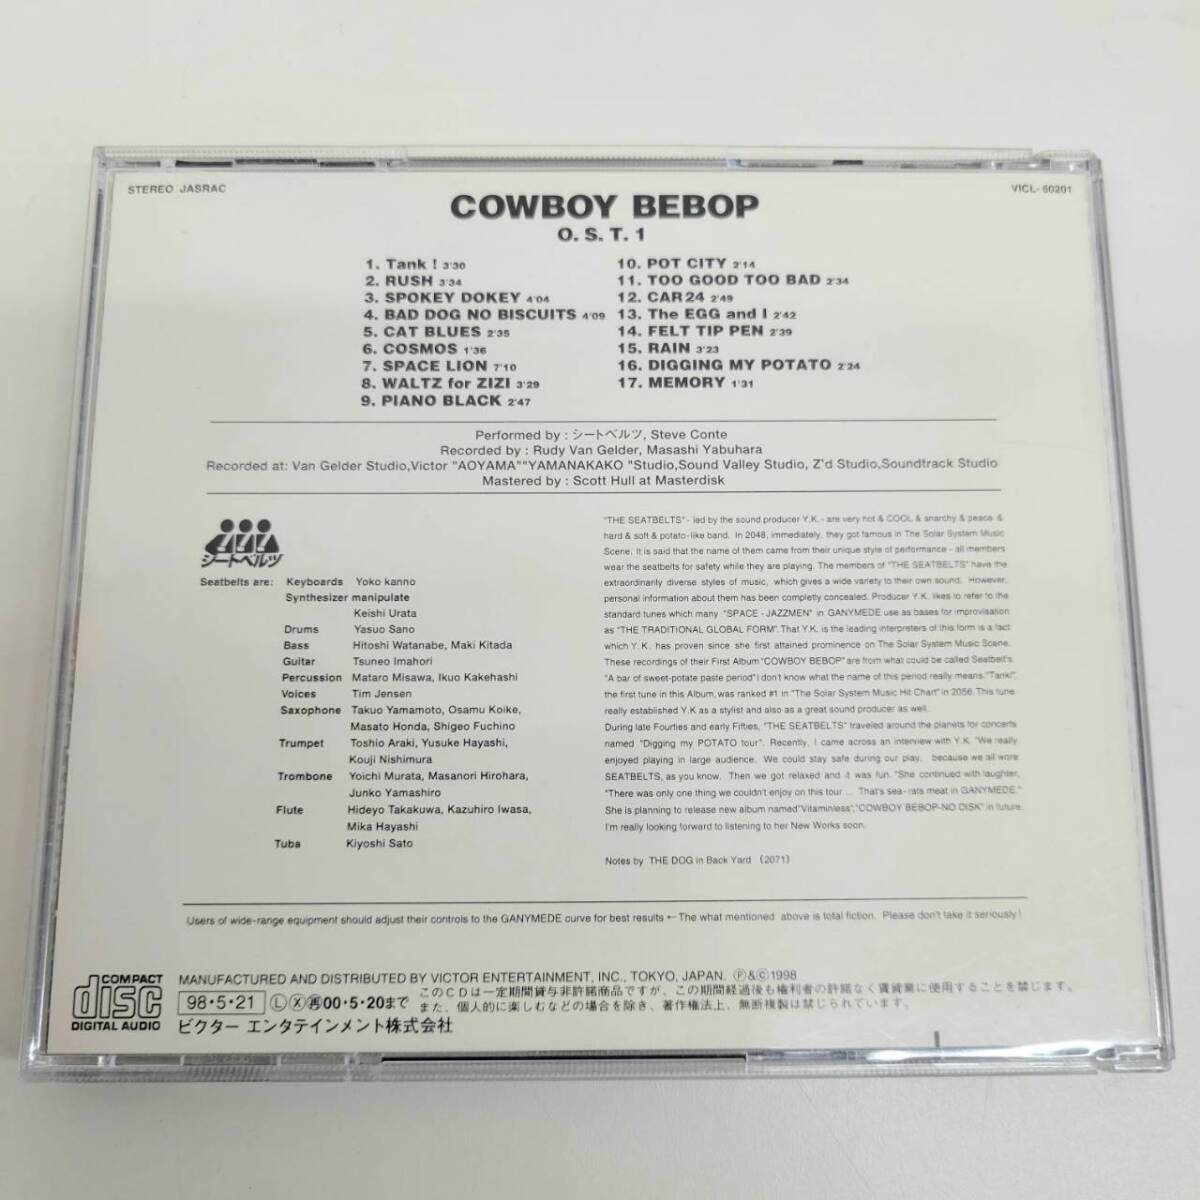 STEREO JASRAC
VICL-60201
COWBOY BEBOP
O. S. T. 1
1. Tank ! 3'30
2. RUSH 3'34
3. SPOKEY DOKEY 4'04
4. BAD DOG NO BISCUITS 4'09
5. CAT BLUES 2'35
6. COSMOS 1'36
7. SPACE LION 7'10
8. WALTZ for ZIZI 3'29
9. PIANO BLACK 2'47
10. POT CITY 2'14
11. TOO GOOD TOO BAD 2'34
12. CAR24 2'49
13. The EGG and I 2'42
14. FELT TIP PEN 2'39
15. RAIN 3'23
16. DIGGING MY POTATO 2'24
17. MEMORY 1'31
Performed by : シートベルツ, Steve Conte
Recorded by : Rudy Van Gelder, Masashi Yabuhara
Recorded at: Van Gelder Studio,Victor "AOYAMA""YAMANAKAKO "Studio,Sound Valley Studio, Z'd Studio,Soundtrack Studio
Mastered by : Scott Hull at Masterdisk
シートベルツ
Seatbelts are: Keyboards Yoko kanno
Synthesizer manipulate
Keishi Urata
Drums Yasuo Sano
Bass Hitoshi Watanabe, Maki Kitada
Guitar Tsuneo Imahori
Percussion Mataro Misawa, Ikuo Kakehashi
Voices Tim Jensen
Saxophone Takuo Yamamoto, Osamu Koike,
Masato Honda, Shigeo Fuchino
Trumpet Toshio Araki, Yusuke Hayashi,
Kouji Nishimura
Trombone Yoichi Murata, Masanori Hirohara,
Junko Yamashiro
Flute Hideyo Takakuwa, Kazuhiro Iwasa,
Mika Hayashi
Tuba Kiyoshi Sato
"THE SEATBELTS" - led by the sound producer Y.K. - are very hot & COOL & anarchy & peace &
hard & soft & potato-like band. In 2048, immediately, they got famous in The Solar System Music
Scene. It is said that the name of them came from their unique style of performance - all members
wear the seatbelts for safety while they are playing. The members of "THE SEATBELTS" have the
extraordinarily diverse styles of music, which gives a wide variety to their own sound. However,
personal information about them has been completly concealed. Producer Y.K. likes to refer to the
standard tunes which many "SPACE - JAZZMEN" in GANYMEDE use as bases for improvisation
as "THE TRADITIONAL GLOBAL FORM". That Y.K. is the leading interpreters of this form is a fact
which Y. K. has proven since she first attained prominence on The Solar System Music Scene.
These recordings of their First Album "COWBOY BEBOP" are from what could be called Seatbelt's
"A bar of sweet-potate paste period" I don't know what the name of this period really means. "Tank!",
the first tune in this Album, was ranked #1 in "The Solar System Music Hit Chart" in 2056. This tune
really established Y.K as a stylist and also as a great sound producer as well.
During late Fourties and early Fifties, "THE SEATBELTS" traveled around the planets for concerts
named "Digging my POTATO tour". Recently, I came across an interview with Y.K. "We really
enjoyed playing in large audience. We could stay safe during our play, because we all wore
SEATBELTS, as you know. Then we got relaxed and it was fun. "She continued with laughter,
"There was only one thing we couldn't enjoy on this tour ... That's sea-rats meat in GANYMEDE."
She is planning to release new album named "Vitaminless", "COWBOY BEBOP-NO DISK" in future.
I'm really looking forward to listening to her New Works soon.
Notes by THE DOG in Back Yard (2071)
Users of wide-range equipment should adjust their controls to the GANYMEDE curve for best results ←The what mentioned above is total fiction. Please don't take it seriously!
COMPACT disc DIGITAL AUDIO
MANUFACTURED AND DISTRIBUTED BY VICTOR ENTERTAINMENT, INC., TOKYO, JAPAN. Ⓟ&ⓒ1998
98・5・21 Ⓛ Ⓧ 再 00・5・20まで
このCDは一定期間貸与非許諾商品ですが、この期間経過後も権利者の許諾なく賃貸業に使用することを禁じます。
また、個人的に楽しむなどの場合を除き、著作権法上、無断複製は禁じられています。
ビクター エンタテインメント株式会社